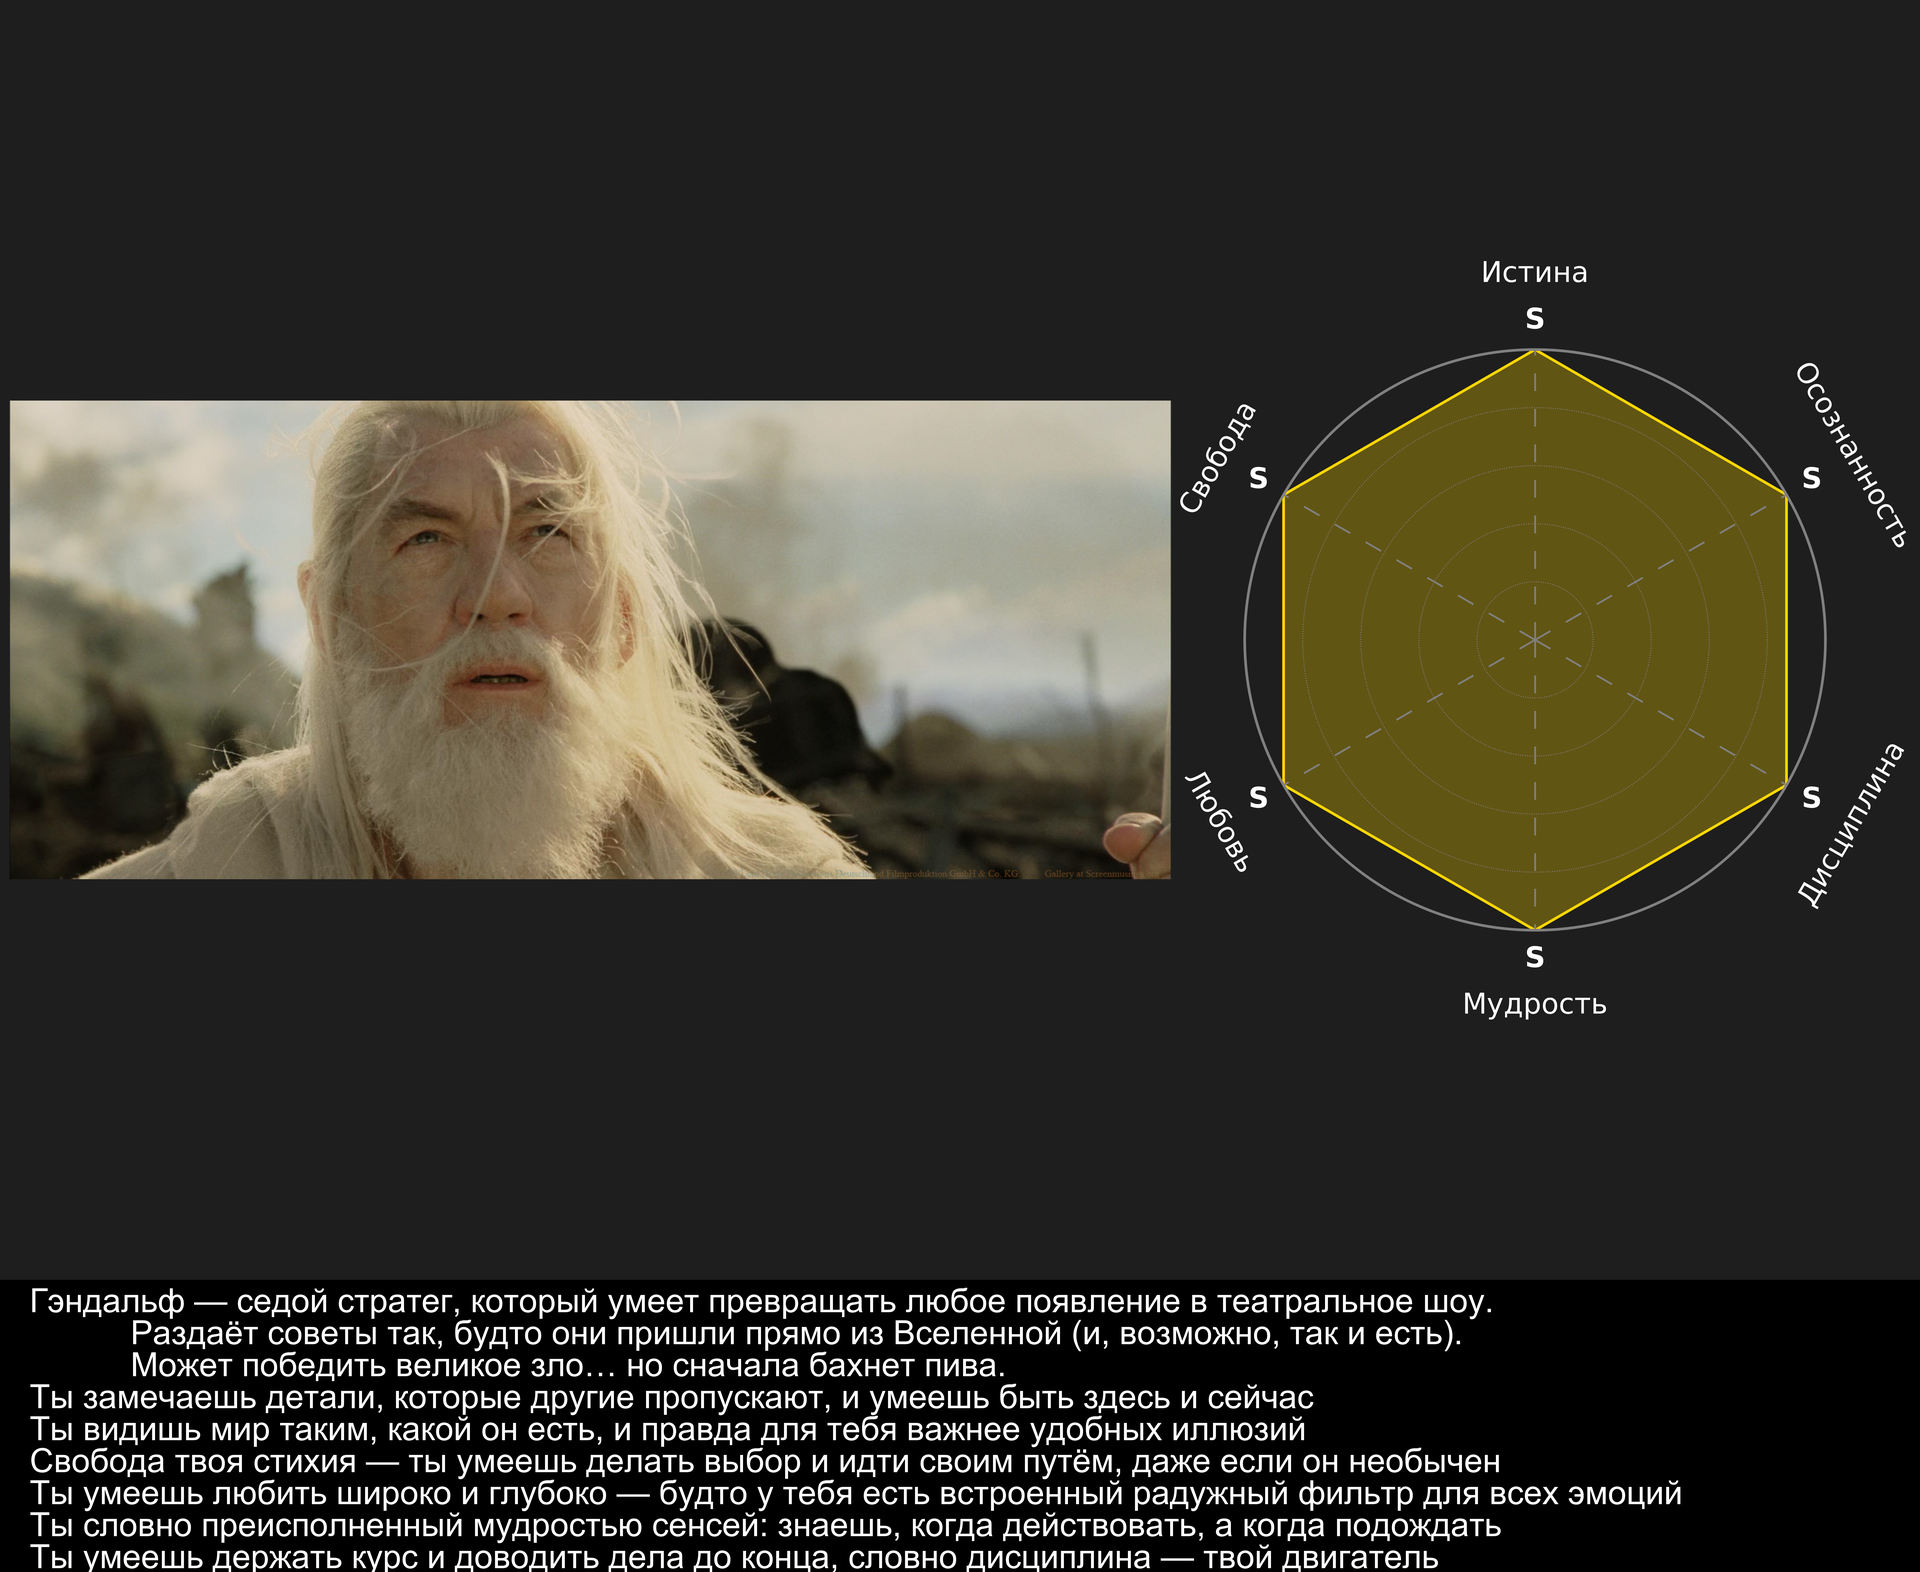 Истина
S
Осознанность
S
Свобода
S
Любовь
S
Дисциплина
S
S
Мудрость
Filmproduktion GmbH & Co. KG Gallery at
Гэндальф — седой стратег, который умеет превращать любое появление в театральное шоу.
Раздаёт советы так, будто они пришли прямо из Вселенной (и, возможно, так и есть).
Может победить великое зло… но сначала бахнет пива.
Ты замечаешь детали, которые другие пропускают, и умеешь быть здесь и сейчас
Ты видишь мир таким, какой он есть, и правда для тебя важнее удобных иллюзий
Свобода твоя стихия — ты умеешь делать выбор и идти своим путём, даже если он необычен
Ты умеешь любить широко и глубоко — будто у тебя есть встроенный радужный фильтр для всех эмоций
Ты словно преисполненный мудростью сенсей: знаешь, когда действовать, а когда подождать
Ты умеешь держать курс и доводить дела до конца, словно дисциплина — твой двигатель